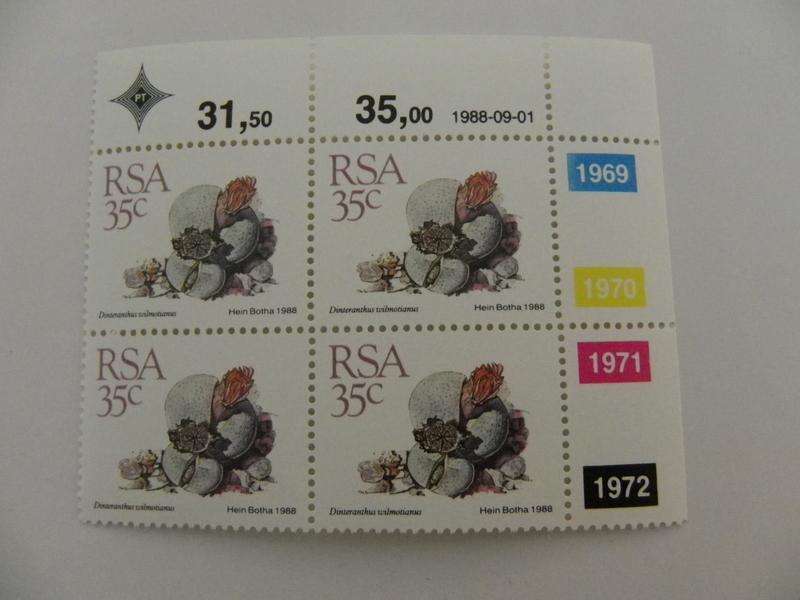 PT
31,50 35,00 1988-09-01
RSA
35c
Dinteranthus wilmotianus Hein Botha 1988
RSA
35c
Dinteranthus wilmotianus Hein Botha 1988
1969
1970
RSA
35c
Dinteranthus wilmotianus Hein Botha 1988
RSA
35c
Dinteranthus wilmotianus Hein Botha 1988
1971
1972